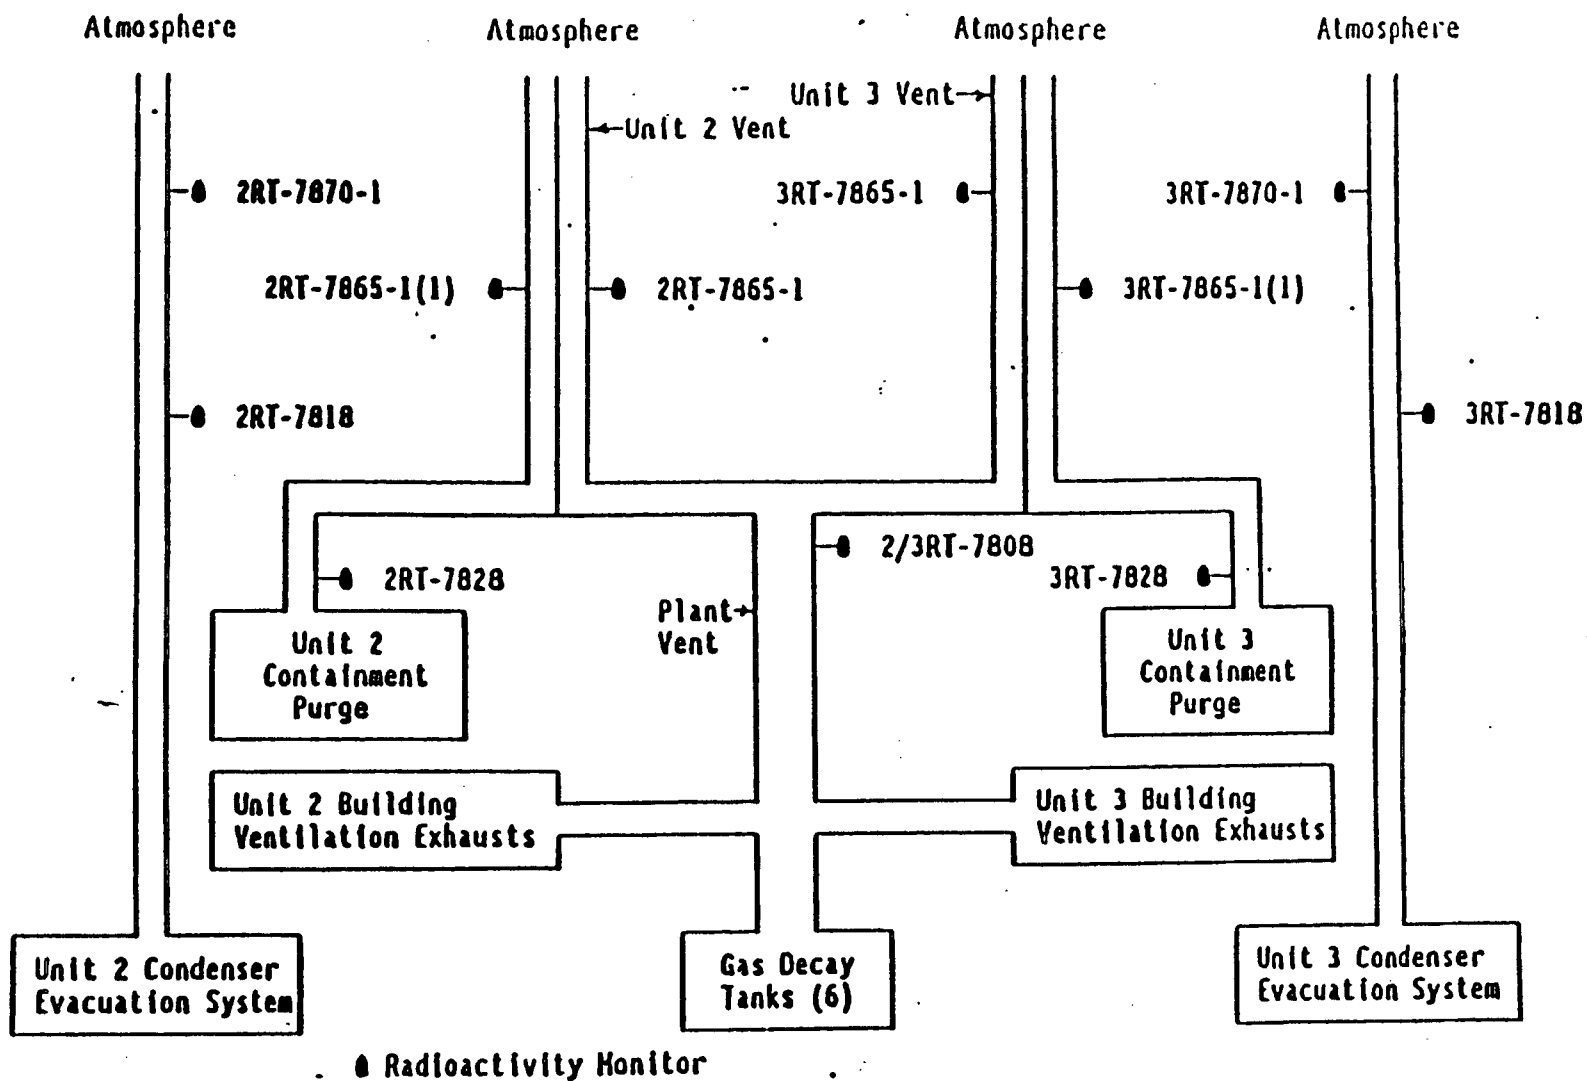 Atmosphere
Atmosphere
Atmosphere
Atmosphere
Unit 3 Vent
Unit 2 Vent
2RT-7870-1
3RT-7865-1
3RT-7870-1
2RT-7865-1(1)
2RT-7865-1
3RT-7865-1(1)
2RT-7818
3RT-7818
2/3RT-7808
2RT-7828
3RT-7828
Plant
Vent
Unit 2
Containment
Purge
Unit 3
Containment
Purge
Unit 2 Building
Ventilation Exhausts
Unit 3 Building
Ventilation Exhausts
Unit 2 Condenser
Evacuation System
Gas Decay
Tanks (6)
Unit 3 Condenser
Evacuation System
Radioactivity Monitor